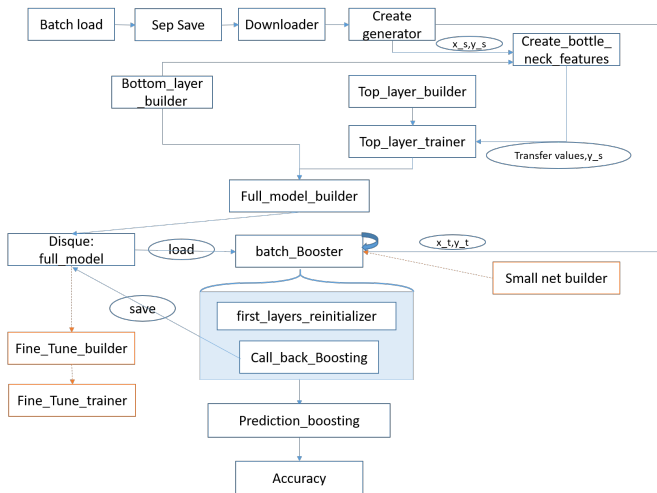 Batch load
Sep Save
Downloader
Create
generator
x_s,y_s
Create_bottle_
neck_features
Bottom_layer
_builder
Top_layer_builder
Top_layer_trainer
Transfer values,y_s
Full_model_builder
Disque:
full_model
load
batch_Booster
x_t,y_t
Small net builder
save
first_layers_reinitializer
Call_back_Boosting
Fine_Tune_builder
Fine_Tune_trainer
Prediction_boosting
Accuracy